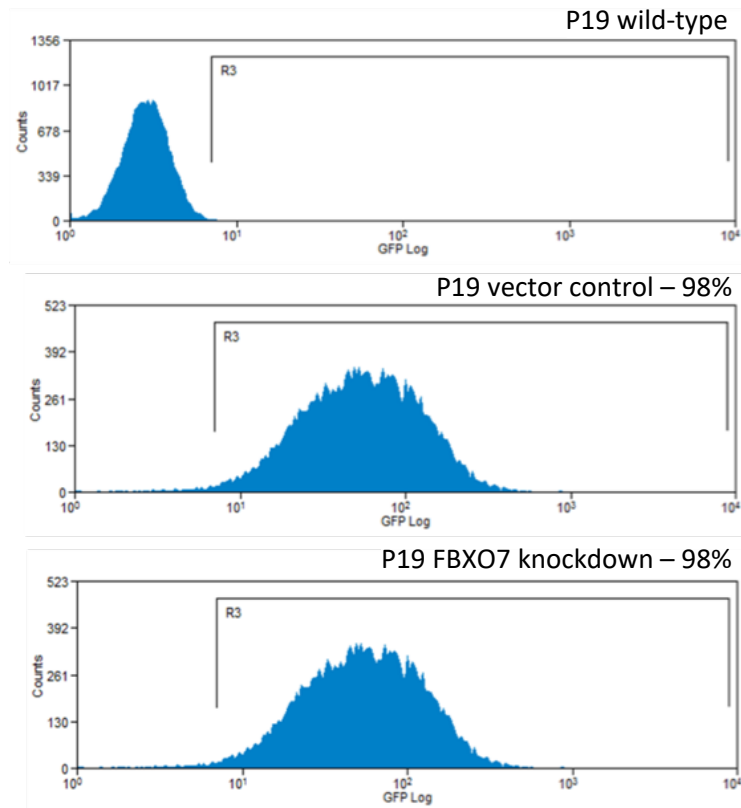 P19 wild-type
1356
R3
1017
Counts
678
339
0
10⁰ 10¹ 10² 10³ 10⁴
GFP Log
P19 vector control – 98%
523
R3
392
Counts
261
130
0
10⁰ 10¹ 10² 10³ 10⁴
GFP Log
P19 FBXO7 knockdown – 98%
523
R3
392
Counts
261
130
0
10⁰ 10¹ 10² 10³ 10⁴
GFP Log